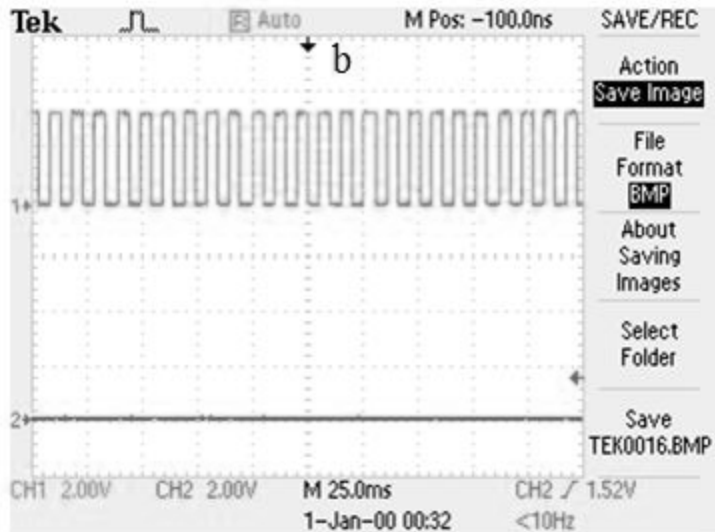 Tek Auto M Pos: -100.0ns SAVE/REC
b
Action
Save Image
File
Format
BMP
About
Saving
Images
Select
Folder
Save
TEK0016.BMP
1
2
CH1 2.00V CH2 2.00V M 25.0ms CH2 1.52V
1-Jan-00 00:32 <10Hz